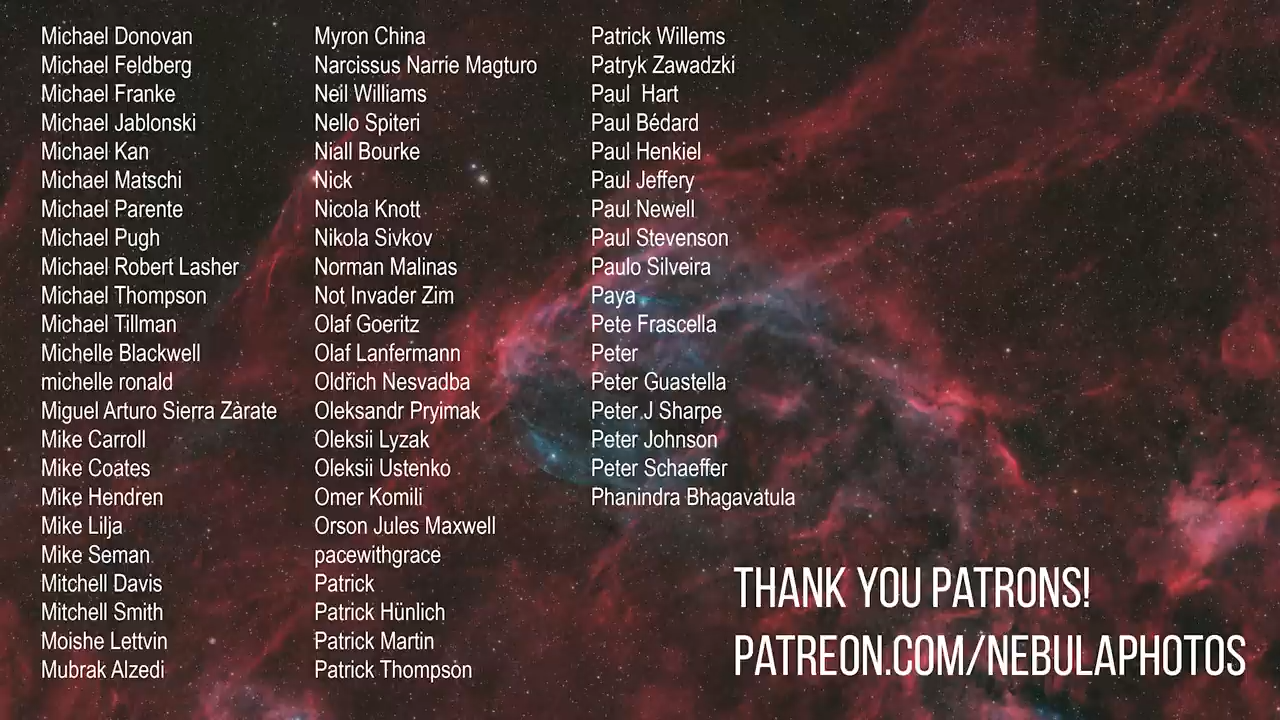 Michael Donovan
Michael Feldberg
Michael Franke
Michael Jablonski
Michael Kan
Michael Matschi
Michael Parente
Michael Pugh
Michael Robert Lasher
Michael Thompson
Michael Tillman
Michelle Blackwell
michelle ronald
Miguel Arturo Sierra Zàrate
Mike Carroll
Mike Coates
Mike Hendren
Mike Lilja
Mike Seman
Mitchell Davis
Mitchell Smith
Moishe Lettvin
Mubrak Alzedi
Myron China
Narcissus Narrie Magturo
Neil Williams
Nello Spiteri
Niall Bourke
Nick
Nicola Knott
Nikola Sivkov
Norman Malinas
Not Invader Zim
Olaf Goeritz
Olaf Lanfermann
Oldřich Nesvadba
Oleksandr Pryimak
Oleksii Lyzak
Oleksii Ustenko
Omer Komili
Orson Jules Maxwell
pacewithgrace
Patrick
Patrick Hünlich
Patrick Martin
Patrick Thompson
Patrick Willems
Patryk Zawadzki
Paul  Hart
Paul Bédard
Paul Henkiel
Paul Jeffery
Paul Newell
Paul Stevenson
Paulo Silveira
Paya
Pete Frascella
Peter
Peter Guastella
Peter J Sharpe
Peter Johnson
Peter Schaeffer
Phanindra Bhagavatula
THANK YOU PATRONS!
PATREON.COM/NEBULAPHOTOS